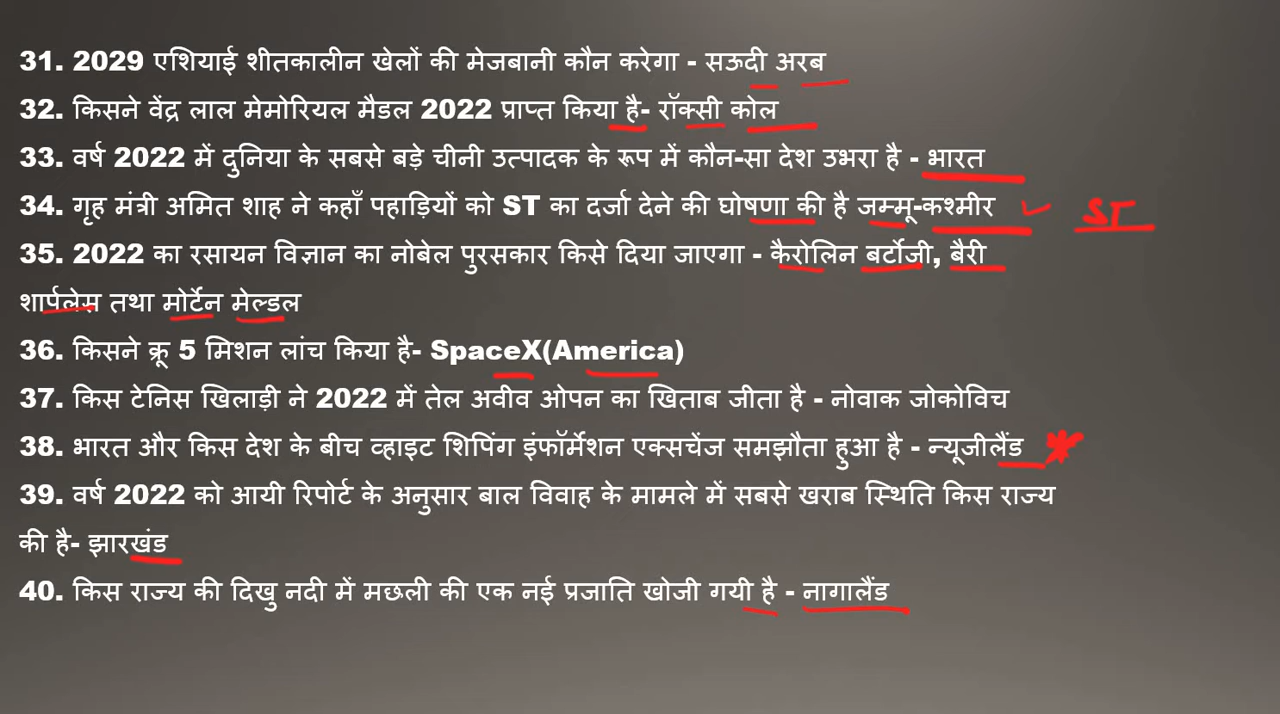 31. 2029 एशियाई शीतकालीन खेलों की मेजबानी कौन करेगा - सऊदी अरब
32. किसने वेंद्र लाल मेमोरियल मैडल 2022 प्राप्त किया है- रॉक्सी कोल
33. वर्ष 2022 में दुनिया के सबसे बड़े चीनी उत्पादक के रूप में कौन-सा देश उभरा है - भारत
34. गृह मंत्री अमित शाह ने कहाँ पहाड़ियों को ST का दर्जा देने की घोषणा की है जम्मू-कश्मीर ST
35. 2022 का रसायन विज्ञान का नोबेल पुरसकार किसे दिया जाएगा - कैरोलिन बर्टोजी, बैरी
शार्पलेस तथा मोर्टेन मेल्डल
36. किसने क्रू 5 मिशन लांच किया है- SpaceX(America)
37. किस टेनिस खिलाड़ी ने 2022 में तेल अवीव ओपन का खिताब जीता है - नोवाक जोकोविच
38. भारत और किस देश के बीच व्हाइट शिपिंग इंफॉर्मेशन एक्सचेंज समझौता हुआ है - न्यूजीलैंड
39. वर्ष 2022 को आयी रिपोर्ट के अनुसार बाल विवाह के मामले में सबसे खराब स्थिति किस राज्य
की है- झारखंड
40. किस राज्य की दिखु नदी में मछली की एक नई प्रजाति खोजी गयी है - नागालैंड